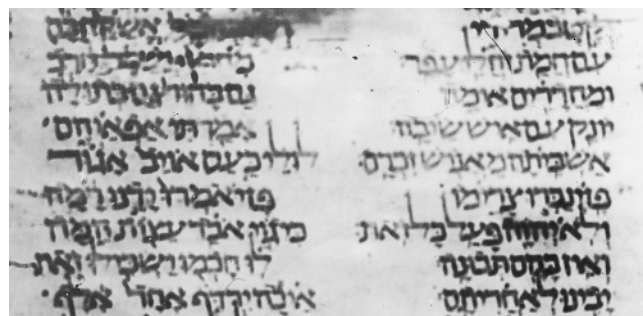 אשלח בם
עם חמת זחלי עפר מחוץ תשכל חרב
ומחדרים אימה גם בחור גם בתולה
יונק עם איש שיבה אמרתי אפאיהם
אשביתה מאנוש זכרם לולי כעס אויב אגור
פן ינכרו צרימו פן יאמרו ידינו רמה
ולא יהוה פעל כל זאת כי גוי אבד עצות המה
ואין בהם תבונה לו חכמו ישכילו זאת
יבינו לאחריתם איכה ירדף אחד אלף